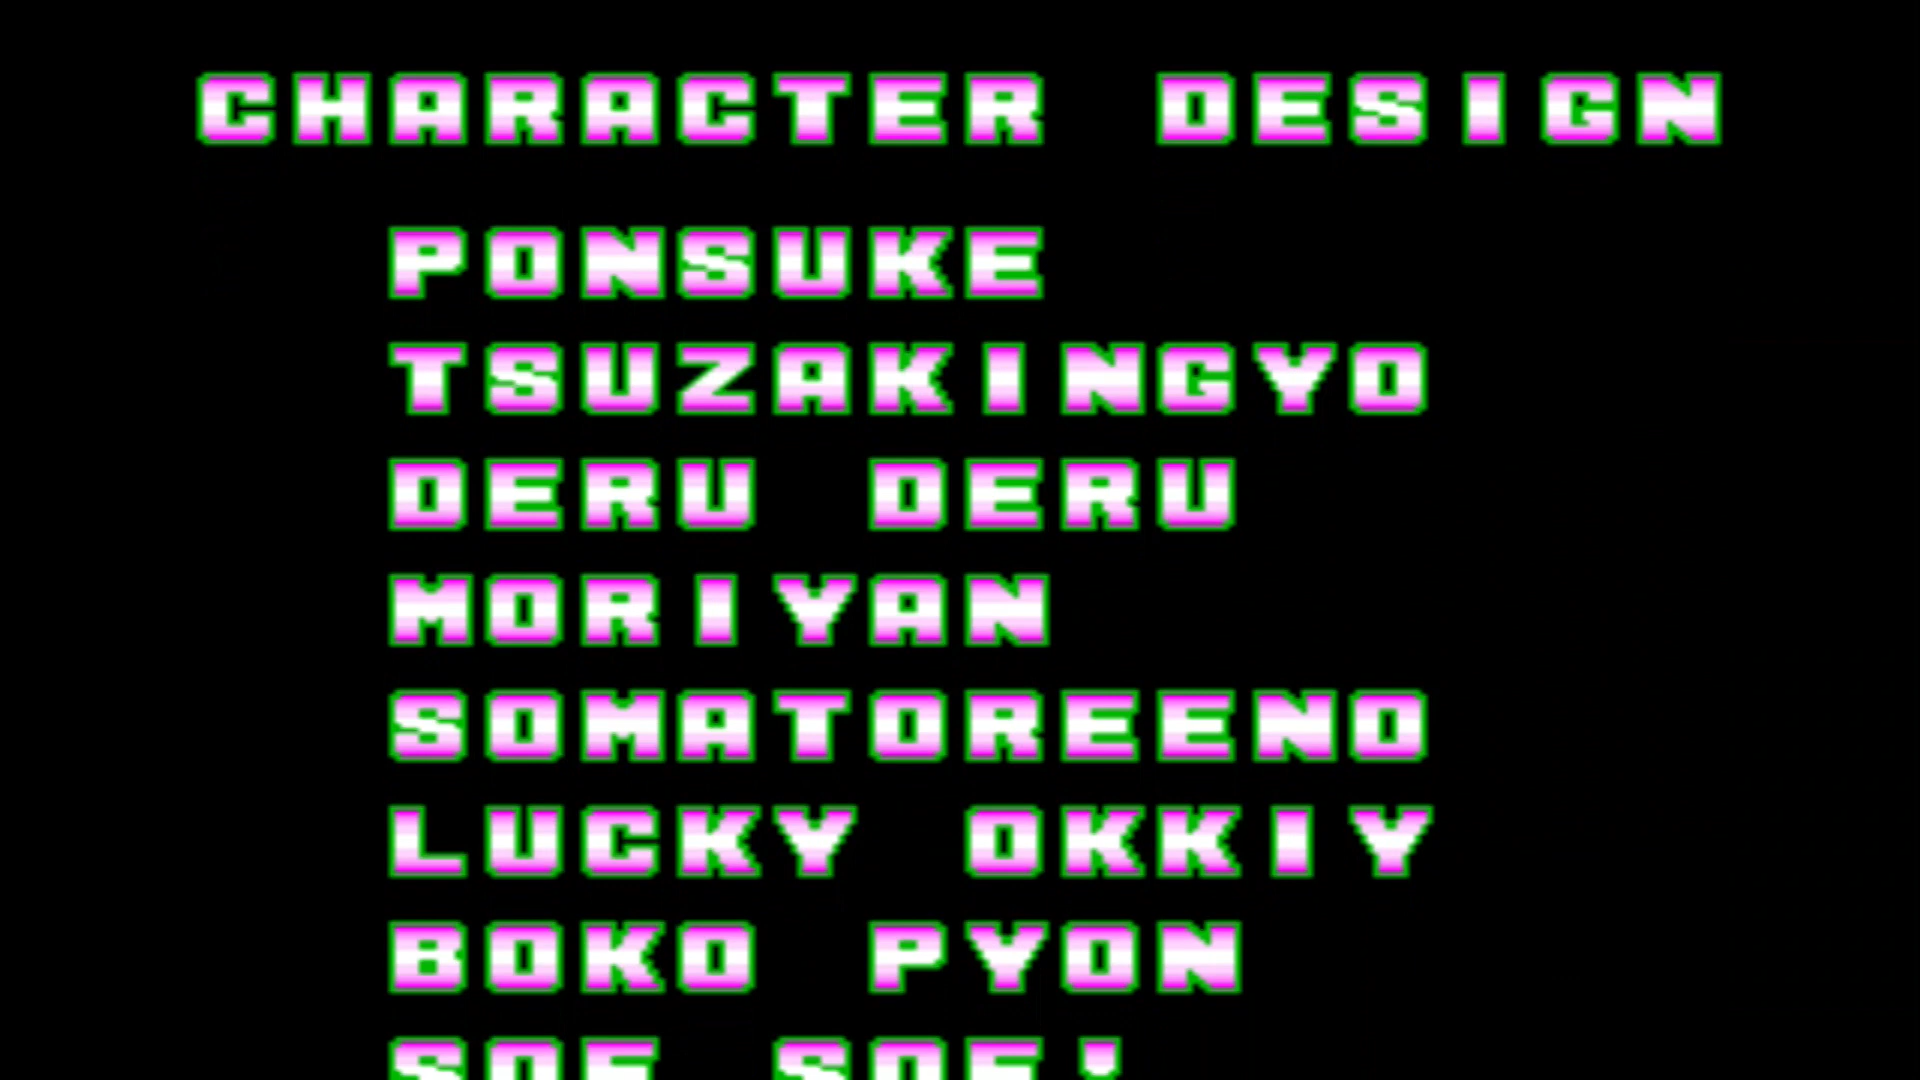 CHARACTER DESIGN
PONSUKE
TSUZAKINGYO
DERU DERU
MORIYAN
SOMATOREENO
LUCKY OKKIY
BOKO PYON